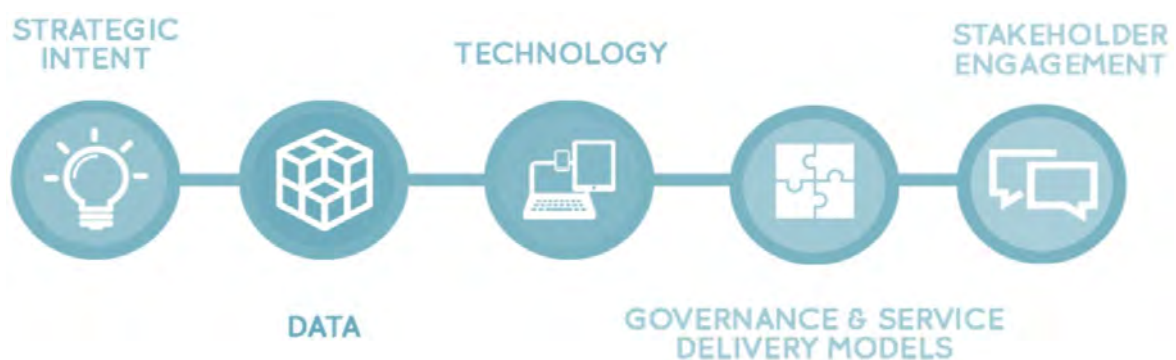 STRATEGIC
INTENT
DATA
TECHNOLOGY
GOVERNANCE & SERVICE
DELIVERY MODELS
STAKEHOLDER
ENGAGEMENT